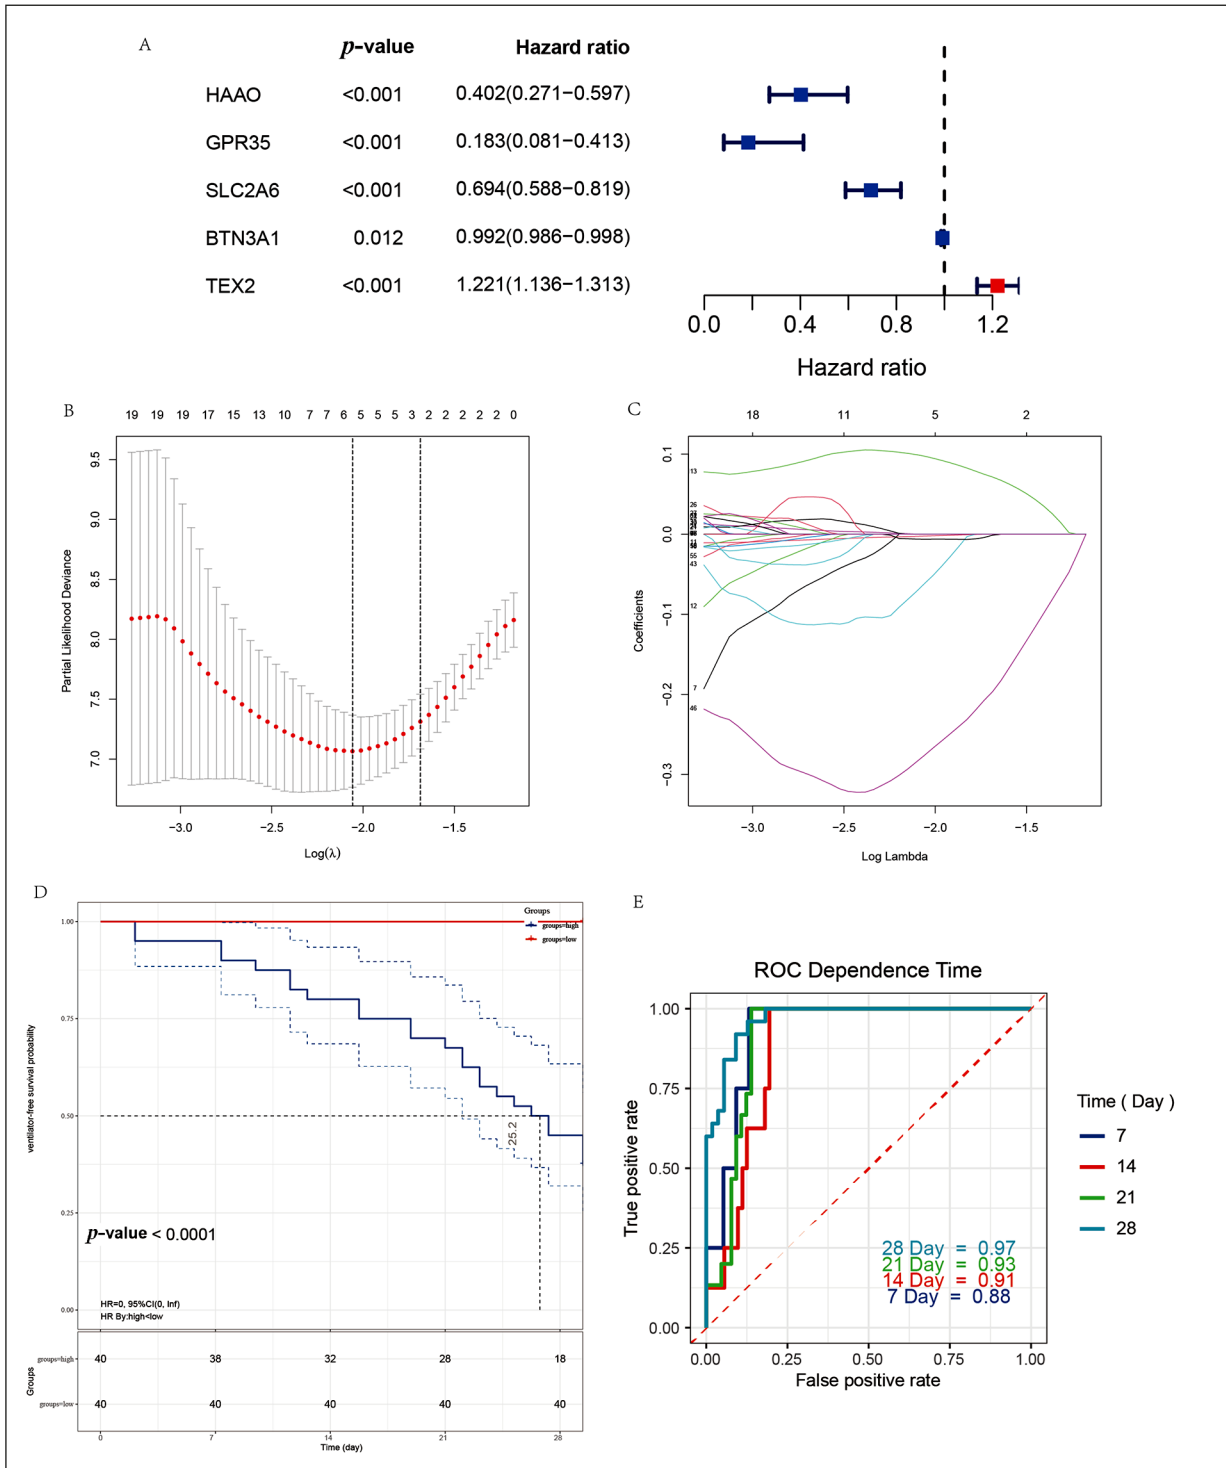 A
p-value Hazard ratio
HAAO <0.001 0.402(0.271−0.597)
GPR35 <0.001 0.183(0.081−0.413)
SLC2A6 <0.001 0.694(0.588−0.819)
BTN3A1 0.012 0.992(0.986−0.998)
TEX2 <0.001 1.221(1.136−1.313)
0.0 0.4 0.8 1.2
Hazard ratio
B
19 19 19 17 15 13 10 7 7 6 5 5 5 3 2 2 2 2 2 0
9.5
9.0
8.5
8.0
7.5
7.0
Partial Likelihood Deviance
−3.0 −2.5 −2.0 −1.5
Log(λ)
C
18 11 5 2
0.1
0.0
−0.1
−0.2
−0.3
Coefficients
13
26
55
43
12
7
46
−3.0 −2.5 −2.0 −1.5
Log Lambda
D
Groups
groups=high
groups=low
1.00
0.75
0.50
0.25
0.00
ventilator-free survival probability
25.2
p-value < 0.0001
HR=0, 95%CI(0, Inf)
HR By:high<low
Groups
groups=high 40 38 32 28 18
groups=low 40 40 40 40 40
0 7 14 21 28
Time (day)
E
ROC Dependence Time
1.00
0.75
0.50
0.25
0.00
True positive rate
28 Day = 0.97
21 Day = 0.93
14 Day = 0.91
7 Day = 0.88
0.00 0.25 0.50 0.75 1.00
False positive rate
Time ( Day )
7
14
21
28